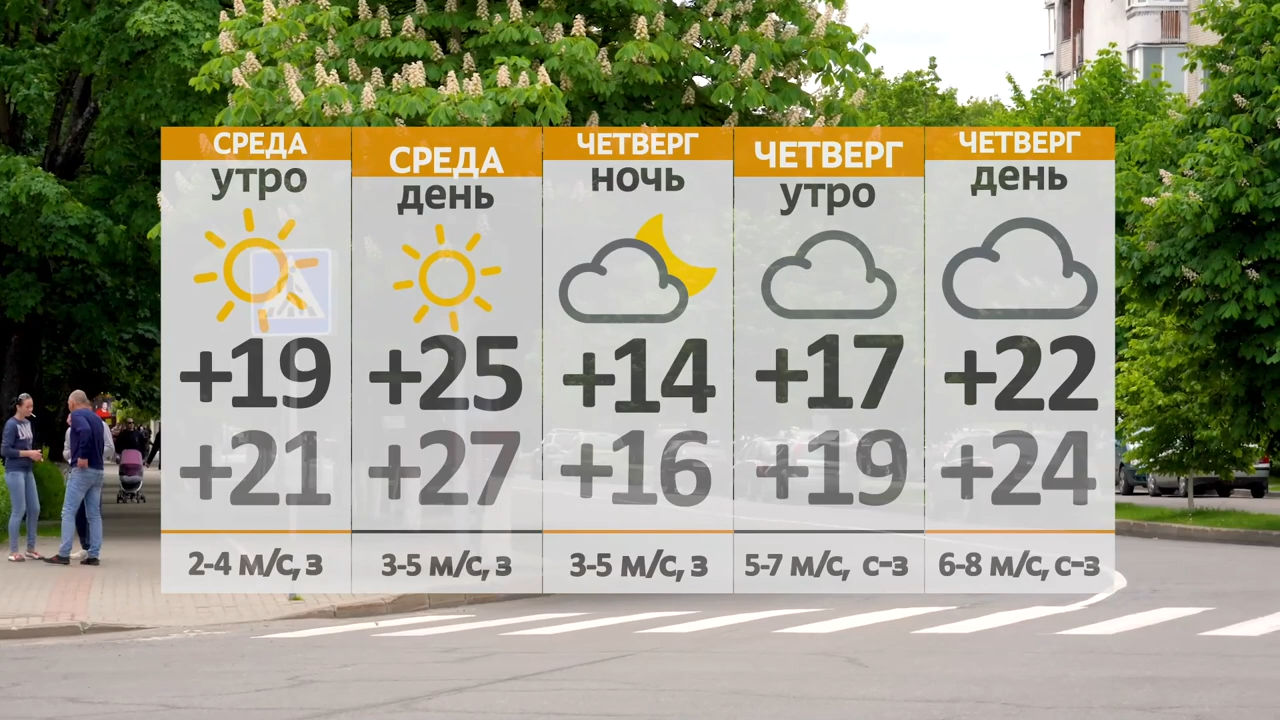 СРЕДА
утро
+19
+21
2-4 м/с, з
СРЕДА
день
+25
+27
3-5 м/с, з
ЧЕТВЕРГ
ночь
+14
+16
3-5 м/с, з
ЧЕТВЕРГ
утро
+17
+19
5-7 м/с, с-з
ЧЕТВЕРГ
день
+22
+24
6-8 м/с, с-з